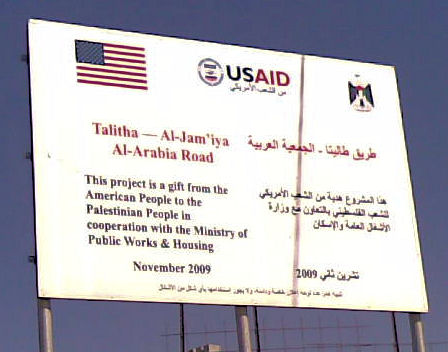 USAID
من الشعب الأمريكي
Talitha — Al-Jam'iya
Al-Arabia Road
طريق طاليتا - الجمعية العربية
This project is a gift from the
American People to the
Palestinian People in
cooperation with the Ministry of
Public Works & Housing
هذا المشروع هدية من الشعب الأمريكي
للشعب الفلسطيني بالتعاون مع وزارة
الأشغال العامة والإسكان
November 2009
تشرين ثاني 2009